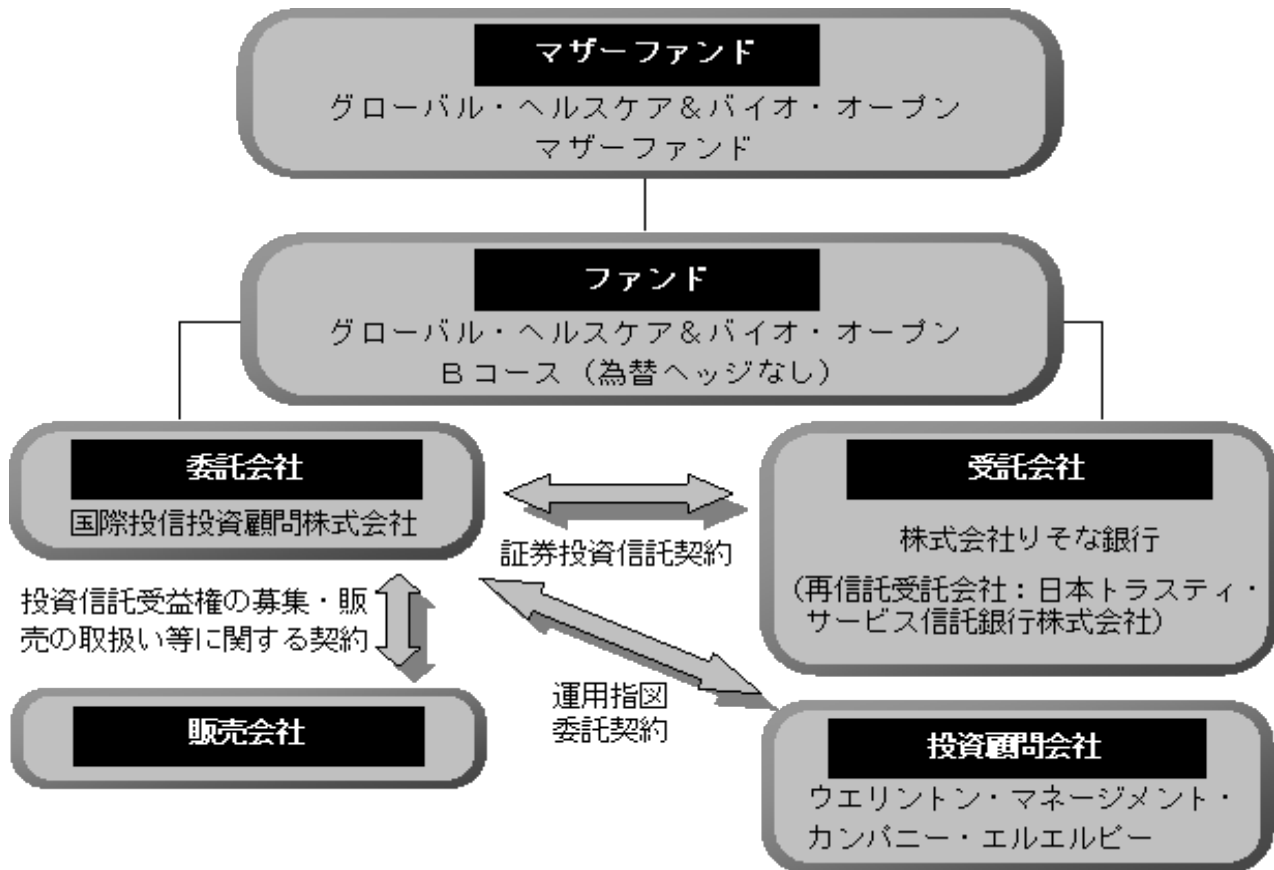 マザーファンド
グローバル・ヘルスケア&バイオ・オープン
マザーファンド
ファンド
グローバル・ヘルスケア&バイオ・オープン
Bコース(為替ヘッジなし)
委託会社
国際投信投資顧問株式会社
証券投資信託契約
受託会社
株式会社りそな銀行
(再信託受託会社:日本トラスティ・
サービス信託銀行株式会社)
投資信託受益権の募集・販
売の取扱い等に関する契約
運用指図
委託契約
販売会社
投資顧問会社
ウエリントン・マネージメント・
カンパニー・エルエルピー